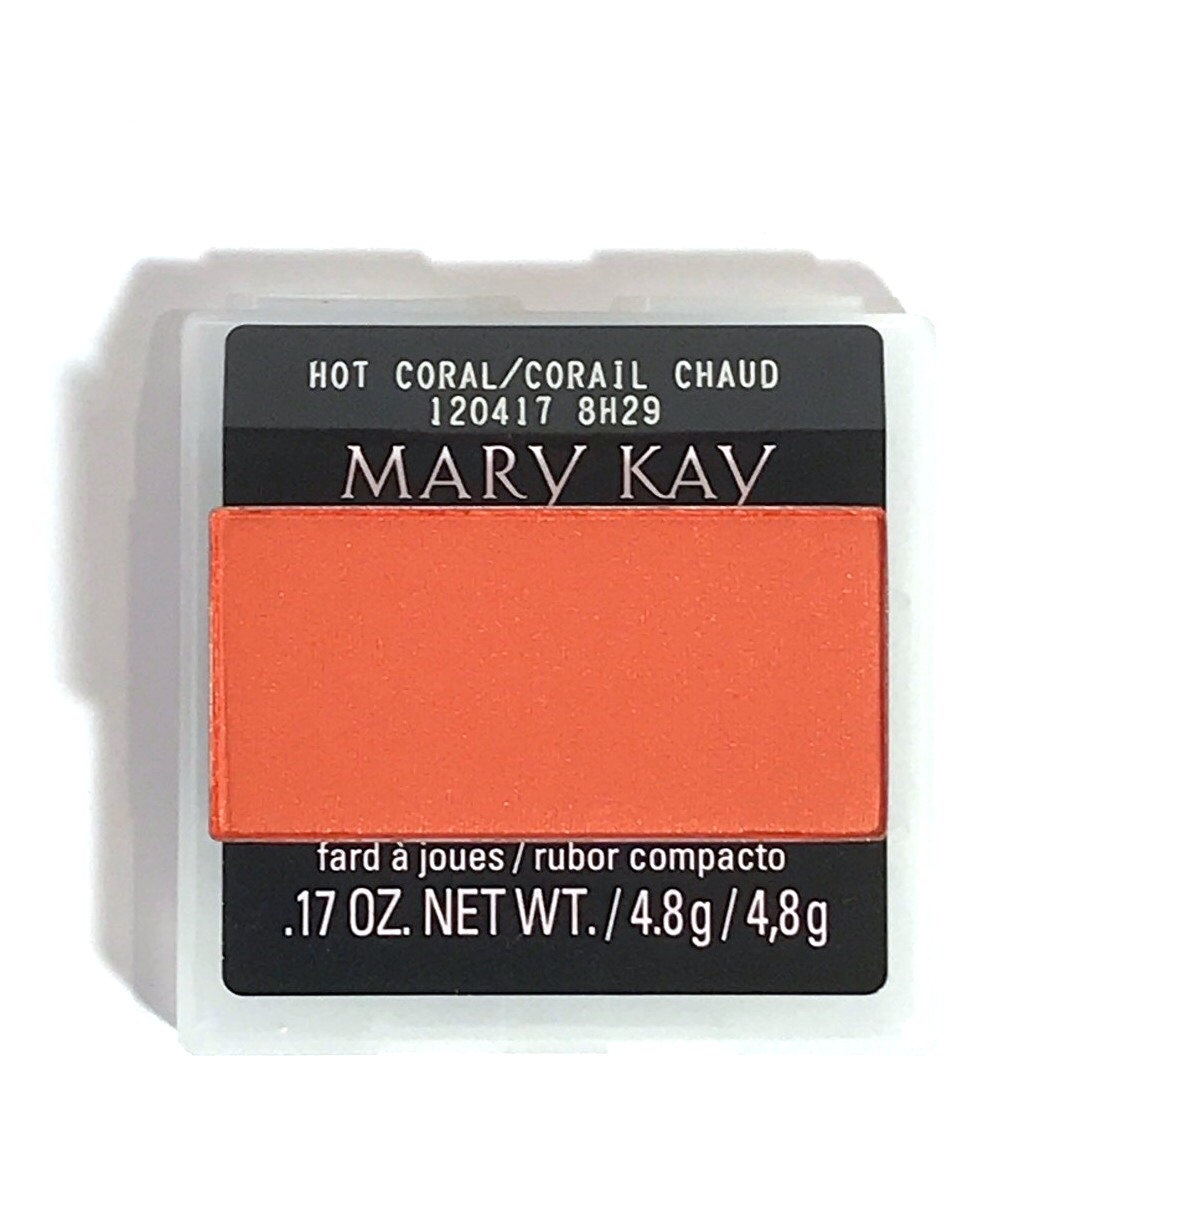 HOT CORAL/CORAIL CHAUD
120417 8H29
MARY KAY
fard à joues / rubor compacto
.17 OZ. NET WT. / 4.8g / 4,8g